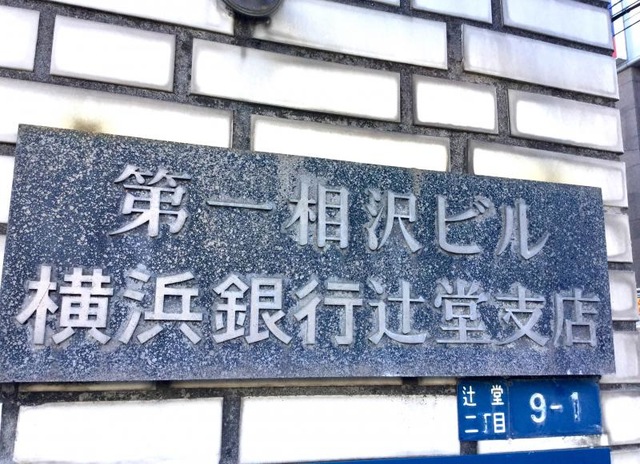 第一相沢ビル
横浜銀行辻堂支店
辻堂
二丁目
9-1